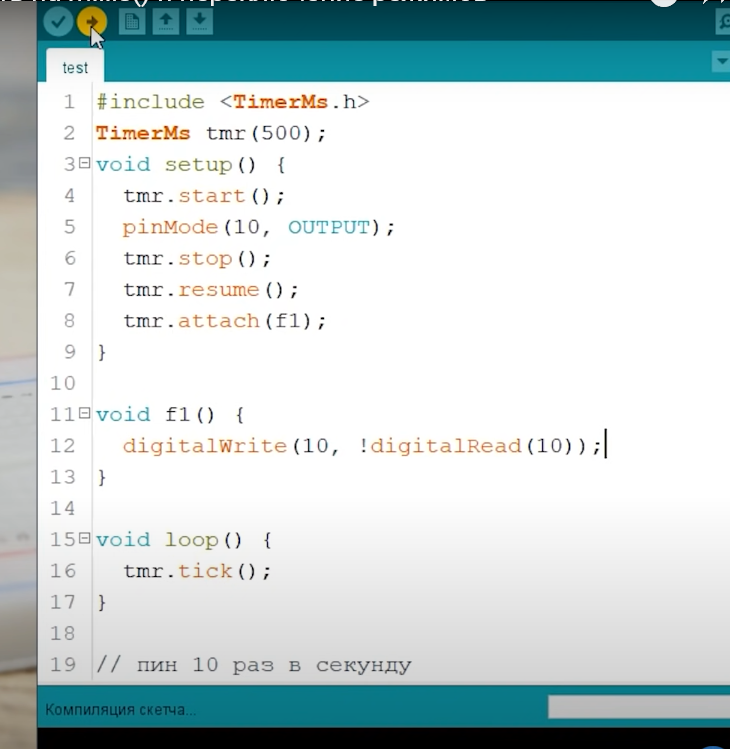 test
1 #include <TimerMs.h>
2 TimerMs tmr(500);
3 void setup() {
4 tmr.start();
5 pinMode(10, OUTPUT);
6 tmr.stop();
7 tmr.resume();
8 tmr.attach(f1);
9 }
10
11 void f1() {
12 digitalWrite(10, !digitalRead(10));
13 }
14
15 void loop() {
16 tmr.tick();
17 }
18
19 // пин 10 раз в секунду
Компиляция скетча...